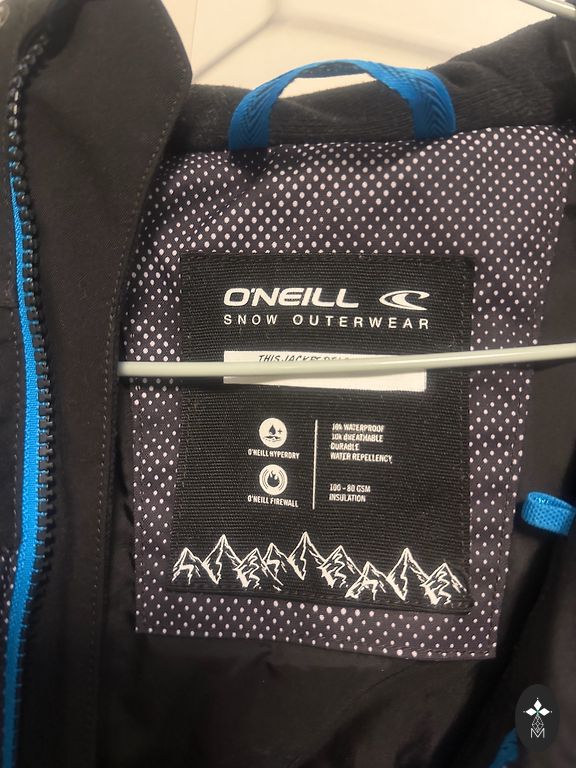 O'NEILL
SNOW OUTERWEAR
THIS JACKET
O'NEILL HYPERDRY
10K WATERPROOF
10K BREATHABLE
DURABLE
WATER REPELLENCY
O'NEILL FIREWALL
100 - 80 GSM
INSULATION
M